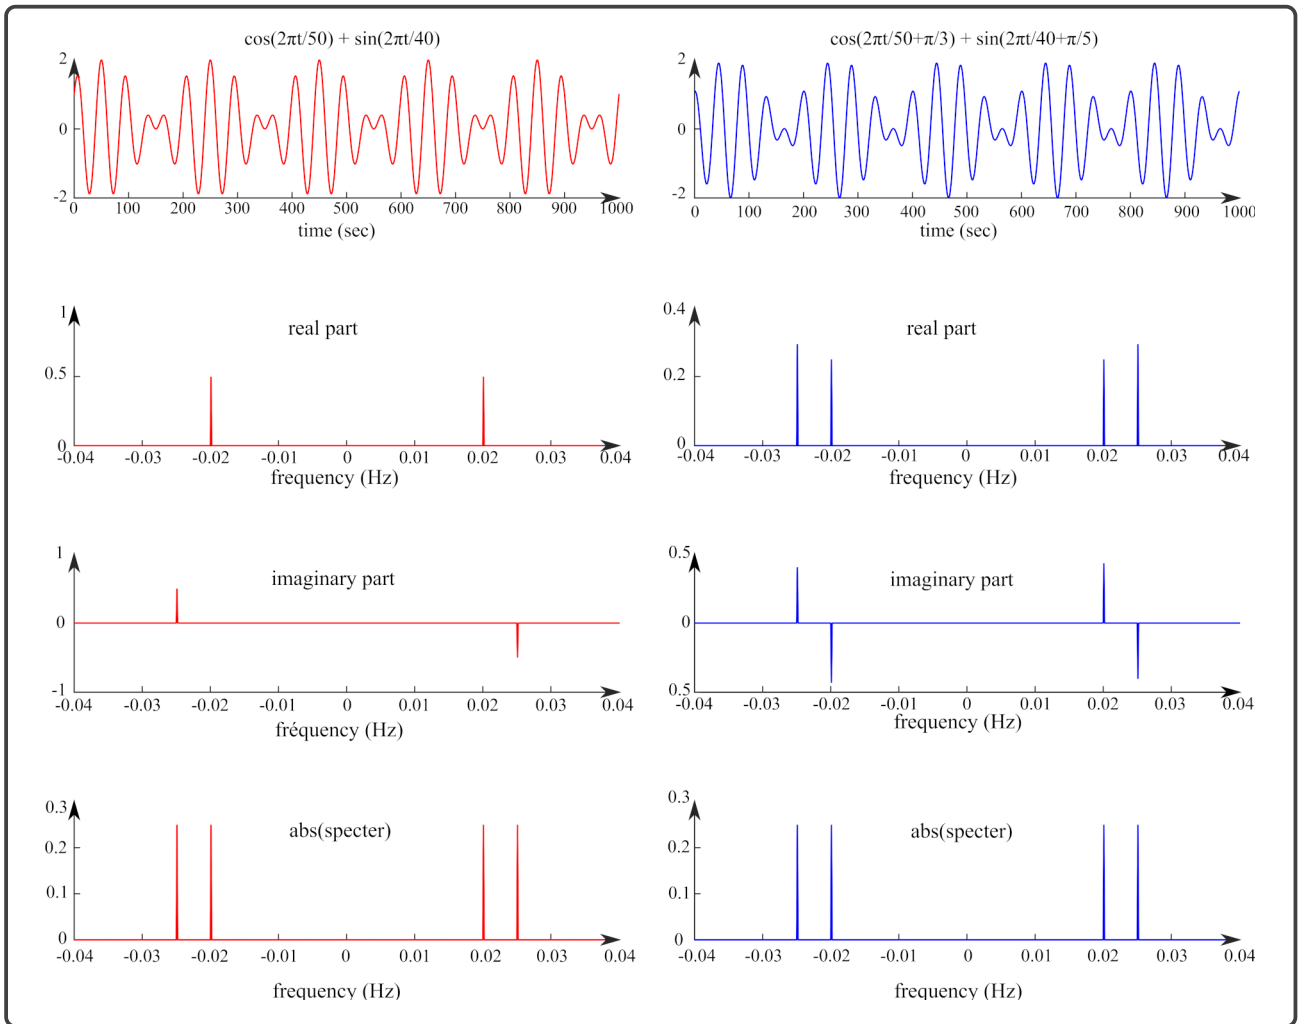 cos(2πt/50) + sin(2πt/40)
2
0
-2
0 100 200 300 400 500 600 700 800 900 1000
time (sec)
cos(2πt/50+π/3) + sin(2πt/40+π/5)
2
0
-2
0 100 200 300 400 500 600 700 800 900 1000
time (sec)
1
real part
0.5
0
-0.04 -0.03 -0.02 -0.01 0 0.01 0.02 0.03 0.04
frequency (Hz)
0.4
real part
0.2
0
-0.04 -0.03 -0.02 -0.01 0 0.01 0.02 0.03 0.04
frequency (Hz)
1
imaginary part
0
-1
-0.04 -0.03 -0.02 -0.01 0 0.01 0.02 0.03 0.04
fréquency (Hz)
0.5
imaginary part
0
0.5
-0.04 -0.03 -0.02 -0.01 0 0.01 0.02 0.03 0.04
frequency (Hz)
0.3
abs(specter)
0.2
0.1
0
-0.04 -0.03 -0.02 -0.01 0 0.01 0.02 0.03 0.04
frequency (Hz)
0.3
abs(specter)
0.2
0.1
0
-0.04 -0.03 -0.02 -0.01 0 0.01 0.02 0.03 0.04
frequency (Hz)